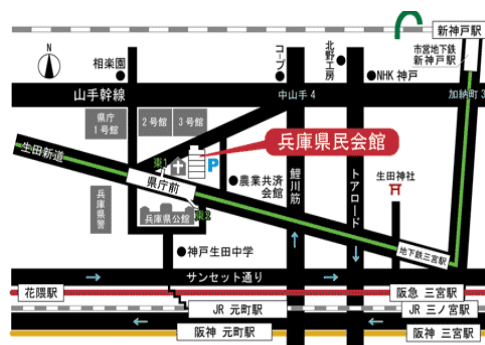 新神戸駅
市営地下鉄
新神戸駅
北野工房
コープ
相楽園
N
NHK 神戸
山手幹線
中山手4
加納町3
県庁
1号館
2号館
3号館
兵庫県民会館
生田新道
東1
P
県庁前
農業共済
会館
鯉川筋
トアロード
生田神社
兵庫県警
兵庫県公館
東2
神戸生田中学
地下鉄三宮駅
サンセット通り
花隈駅
阪急 三宮駅
JR 元町駅
JR 三ノ宮駅
阪神 元町駅
阪神 三宮駅